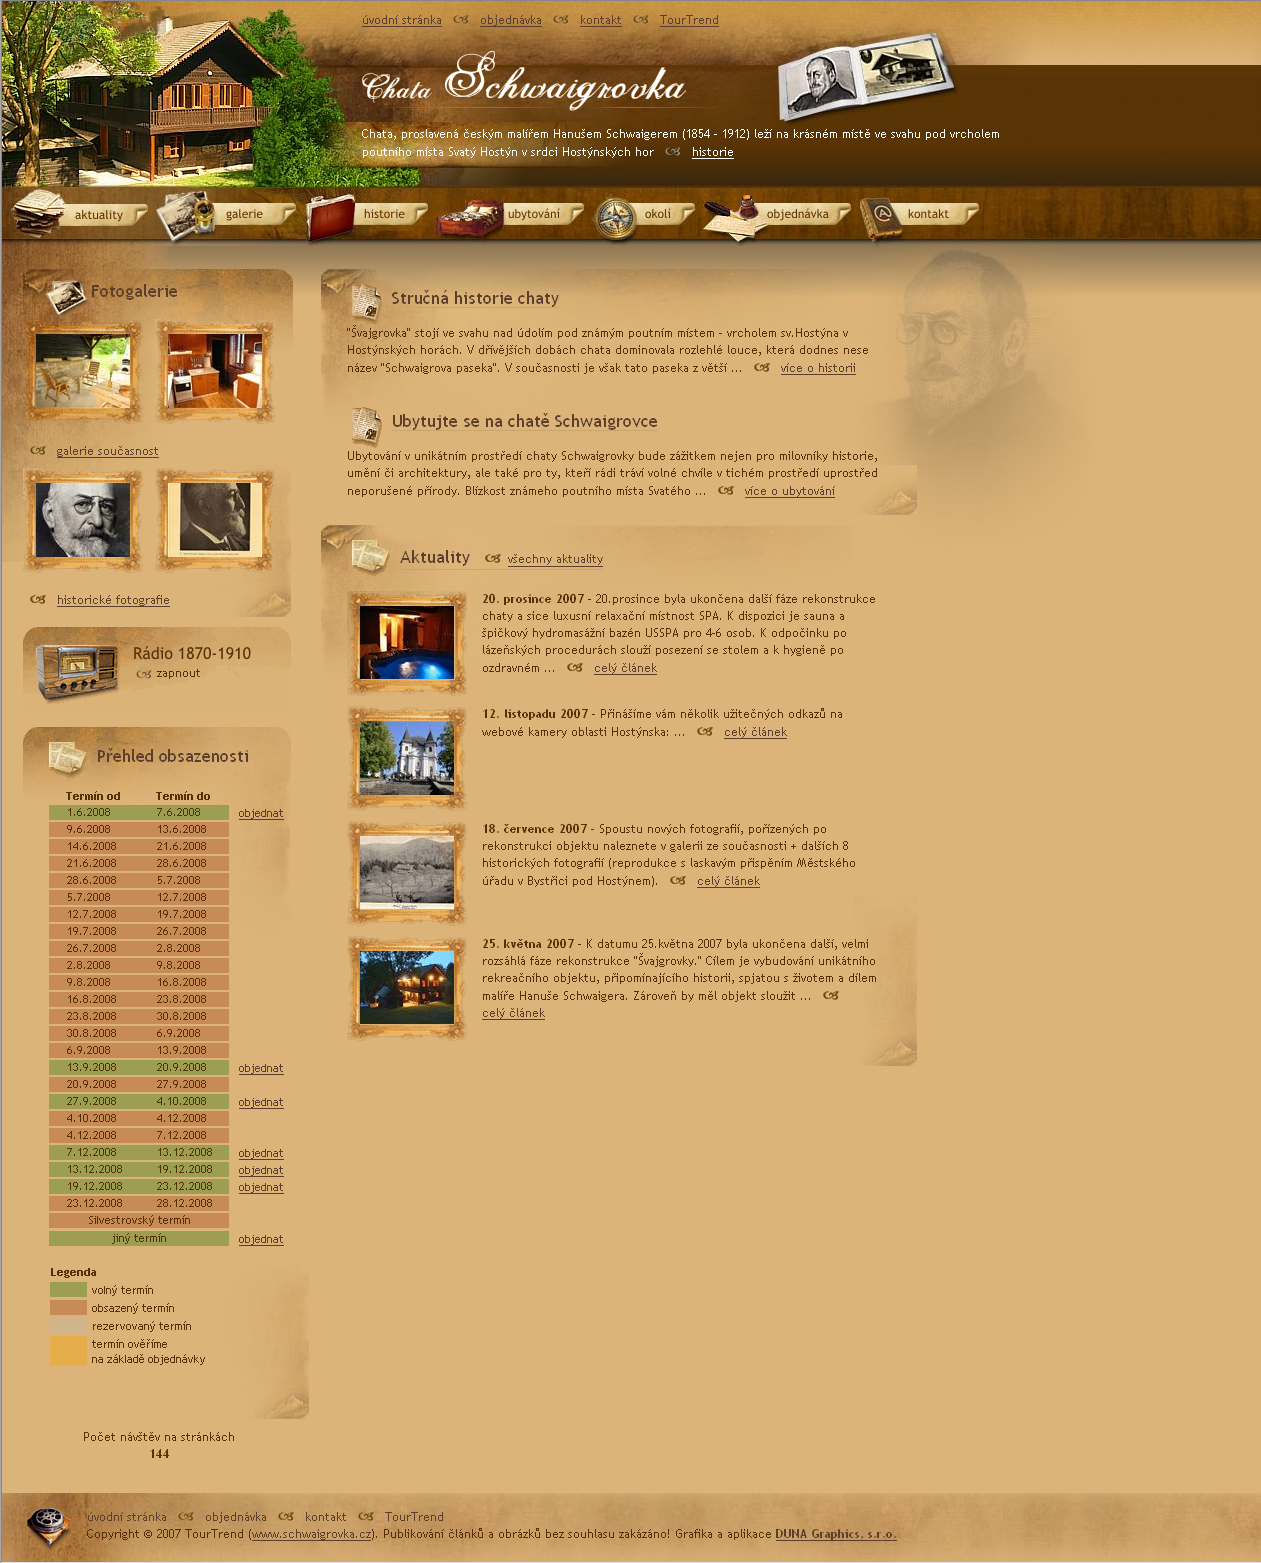 úvodní stránka objednávka kontakt TourTrend
Chata Schwaigrovka
Chata, proslavená českým malířem Hanušem Schwaigerem (1854 - 1912) leží na krásném místě ve svahu pod vrcholem
poutního místa Svatý Hostýn v srdci Hostýnských hor historie
aktuality galerie historie ubytování okolí objednávka kontakt
Fotogalerie
galerie současnost
historické fotografie
Rádio 1870-1910
zapnout
Přehled obsazenosti
Termín od Termín do
1.6.2008 7.6.2008 objednat
9.6.2008 13.6.2008
14.6.2008 21.6.2008
21.6.2008 28.6.2008
28.6.2008 5.7.2008
5.7.2008 12.7.2008
12.7.2008 19.7.2008
19.7.2008 26.7.2008
26.7.2008 2.8.2008
2.8.2008 9.8.2008
9.8.2008 16.8.2008
16.8.2008 23.8.2008
23.8.2008 30.8.2008
30.8.2008 6.9.2008
6.9.2008 13.9.2008
13.9.2008 20.9.2008 objednat
20.9.2008 27.9.2008
27.9.2008 4.10.2008 objednat
4.10.2008 4.12.2008
4.12.2008 7.12.2008
7.12.2008 13.12.2008 objednat
13.12.2008 19.12.2008 objednat
19.12.2008 23.12.2008 objednat
23.12.2008 28.12.2008
Silvestrovský termín
jiný termín objednat
Legenda
volný termín
obsazený termín
rezervovaný termín
termín ověříme
na základě objednávky
Počet návštěv na stránkách
144
Stručná historie chaty
"Švajgrovka" stojí ve svahu nad údolím pod známým poutním místem - vrcholem sv.Hostýna v
Hostýnských horách. V dřívějších dobách chata dominovala rozlehlé louce, která dodnes nese
název "Schwaigrova paseka". V současnosti je však tato paseka z větší ... více o historii
Ubytujte se na chatě Schwaigrovce
Ubytování v unikátním prostředí chaty Schwaigrovky bude zážitkem nejen pro milovníky historie,
umění či architektury, ale také pro ty, kteří rádi tráví volné chvíle v tichém prostředí uprostřed
neporušené přírody. Blízkost známeho poutního místa Svatého ... více o ubytování
Aktuality všechny aktuality
20. prosince 2007 - 20.prosince byla ukončena další fáze rekonstrukce
chaty a sice luxusní relaxační místnost SPA. K dispozici je sauna a
špičkový hydromasážní bazén USSPA pro 4-6 osob. K odpočinku po
lázeňských procedurách slouží posezení se stolem a k hygieně po
ozdravném ... celý článek
12. listopadu 2007 - Přinášíme vám několik užitečných odkazů na
webové kamery oblasti Hostýnska: ... celý článek
18. července 2007 - Spoustu nových fotografií, pořízených po
rekonstrukci objektu naleznete v galerii ze současnosti + dalších 8
historických fotografií (reprodukce s laskavým přispěním Městského
úřadu v Bystřici pod Hostýnem). celý článek
25. května 2007 - K datumu 25.května 2007 byla ukončena další, velmi
rozsáhlá fáze rekonstrukce "Švajgrovky." Cílem je vybudování unikátního
rekreačního objektu, připomínajícího historii, spjatou s životem a dílem
malíře Hanuše Schwaigera. Zároveň by měl objekt sloužit ...
celý článek
úvodní stránka objednávka kontakt TourTrend
Copyright © 2007 TourTrend (www.schwaigrovka.cz). Publikování článků a obrázků bez souhlasu zakázáno! Grafika a aplikace DUNA Graphics, s.r.o.